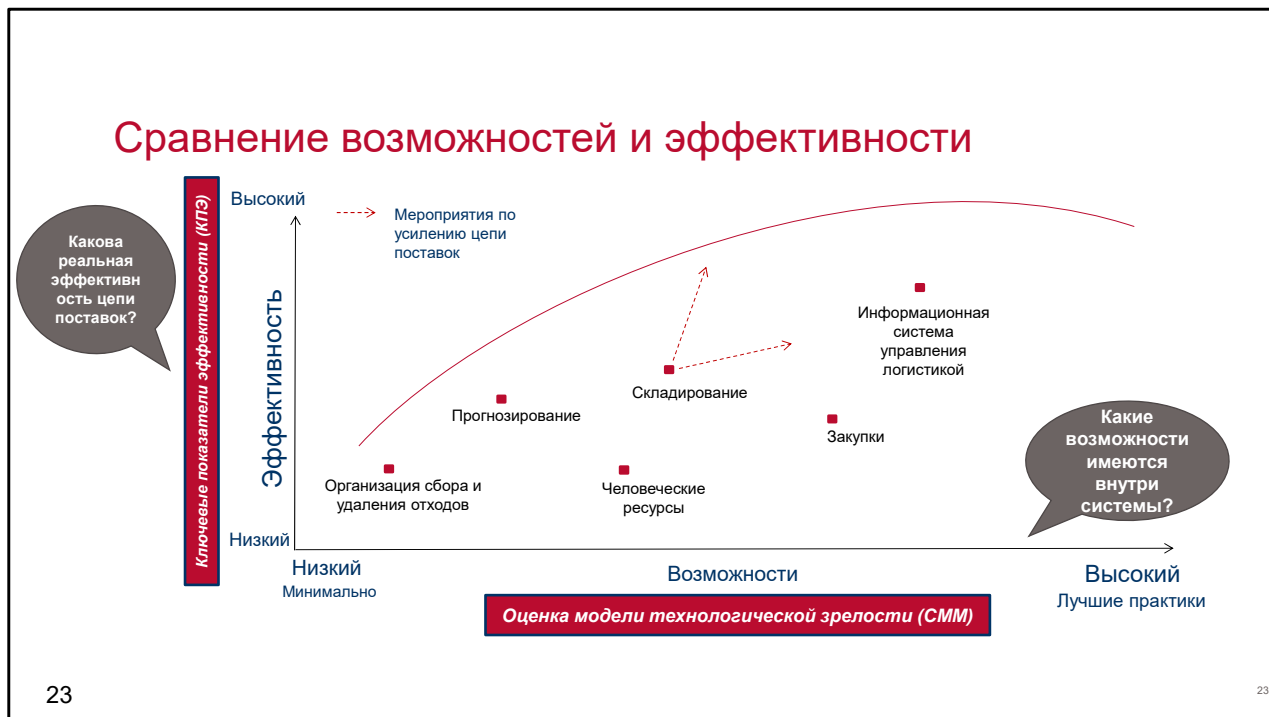 Сравнение возможностей и эффективности
Какова
реальная
эффективн
ость цепи
поставок?
Ключевые показатели эффективности (КПЭ)
Высокий
Эффективность
Низкий
Мероприятия по
усилению цепи
поставок
Информационная
система
управления
логистикой
Складирование
Прогнозирование
Закупки
Организация сбора и
удаления отходов
Человеческие
ресурсы
Какие
возможности
имеются
внутри
системы?
Низкий
Минимально
Возможности
Высокий
Лучшие практики
Оценка модели технологической зрелости (СММ)
23
23